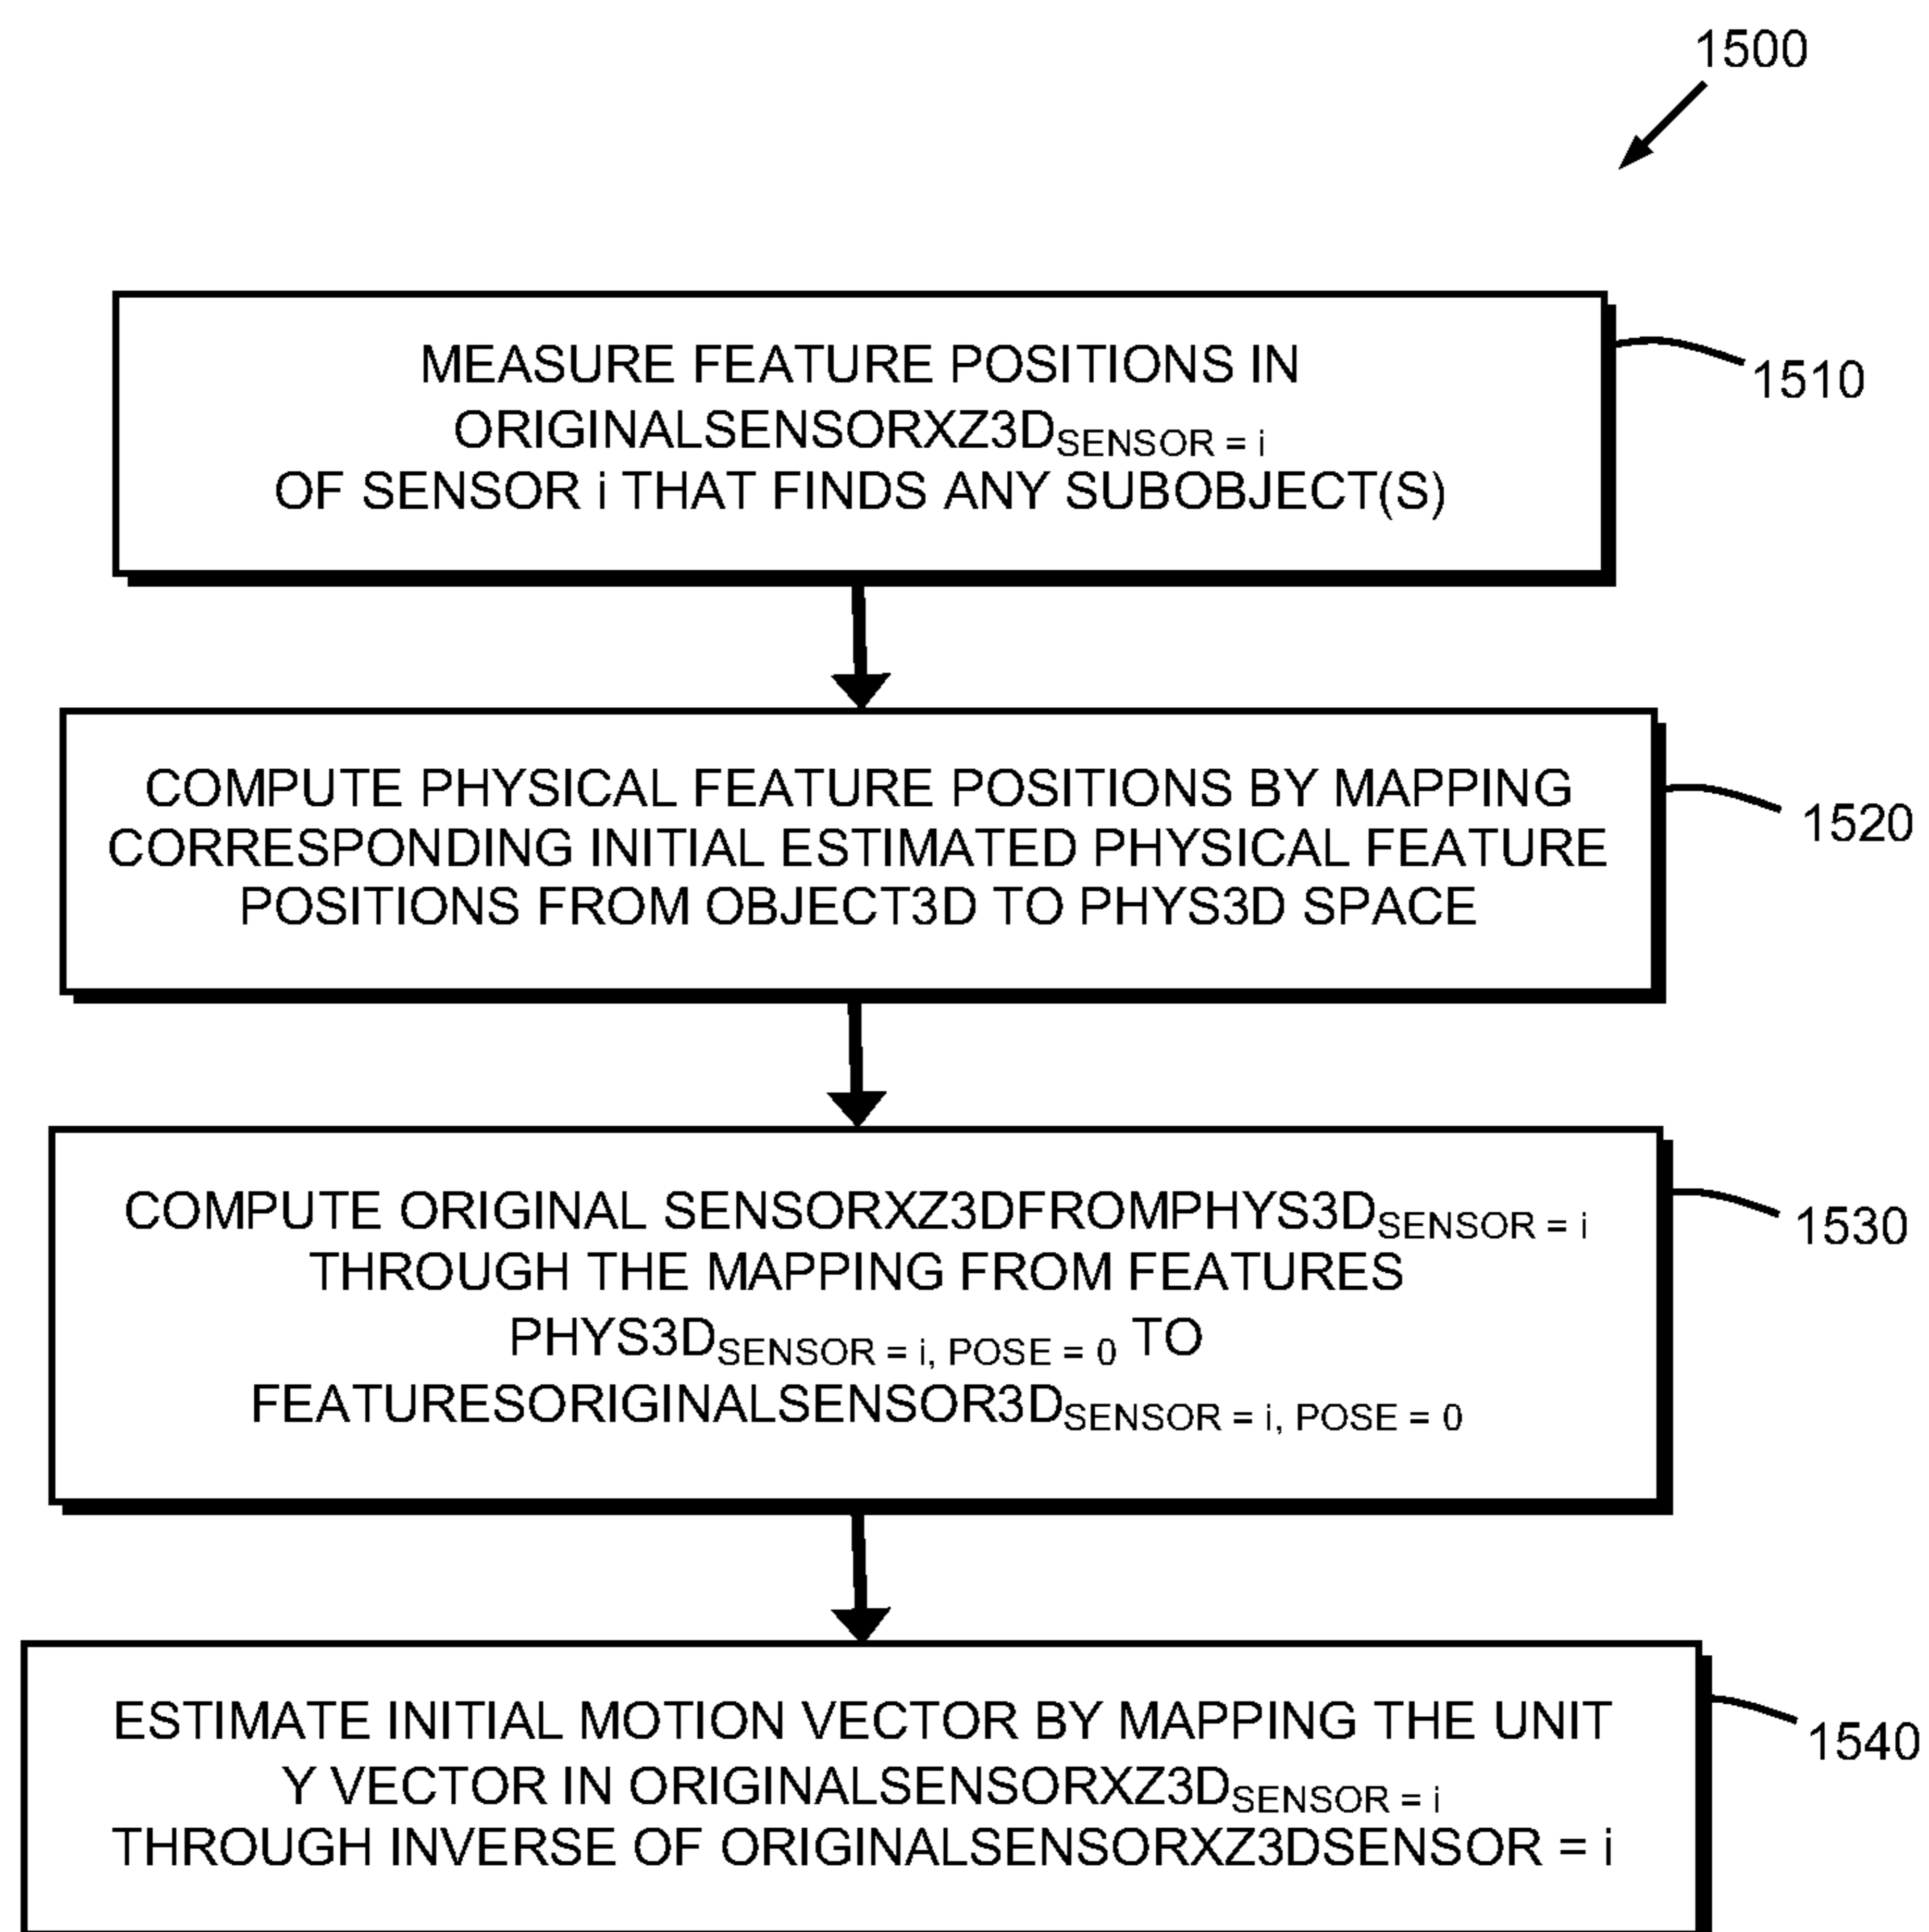 1500
MEASURE FEATURE POSITIONS IN
ORIGINALSENSORXZ3DSENSOR = i
OF SENSOR i THAT FINDS ANY SUBOBJECT(S)
1510
COMPUTE PHYSICAL FEATURE POSITIONS BY MAPPING
CORRESPONDING INITIAL ESTIMATED PHYSICAL FEATURE
POSITIONS FROM OBJECT3D TO PHYS3D SPACE
1520
COMPUTE ORIGINAL SENSORXZ3DFROMPHYS3DSENSOR = i
THROUGH THE MAPPING FROM FEATURES
PHYS3DSENSOR = i, POSE = 0 TO
FEATURESORIGINALSENSOR3DSENSOR = i, POSE = 0
1530
ESTIMATE INITIAL MOTION VECTOR BY MAPPING THE UNIT
Y VECTOR IN ORIGINALSENSORXZ3DSENSOR = i
THROUGH INVERSE OF ORIGINALSENSORXZ3DSENSOR = i
1540